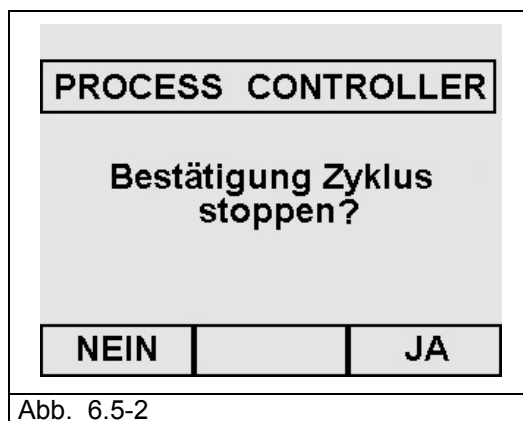 PROCESS CONTROLLER
Bestätigung Zyklus
stoppen?
NEIN JA
Abb. 6.5-2